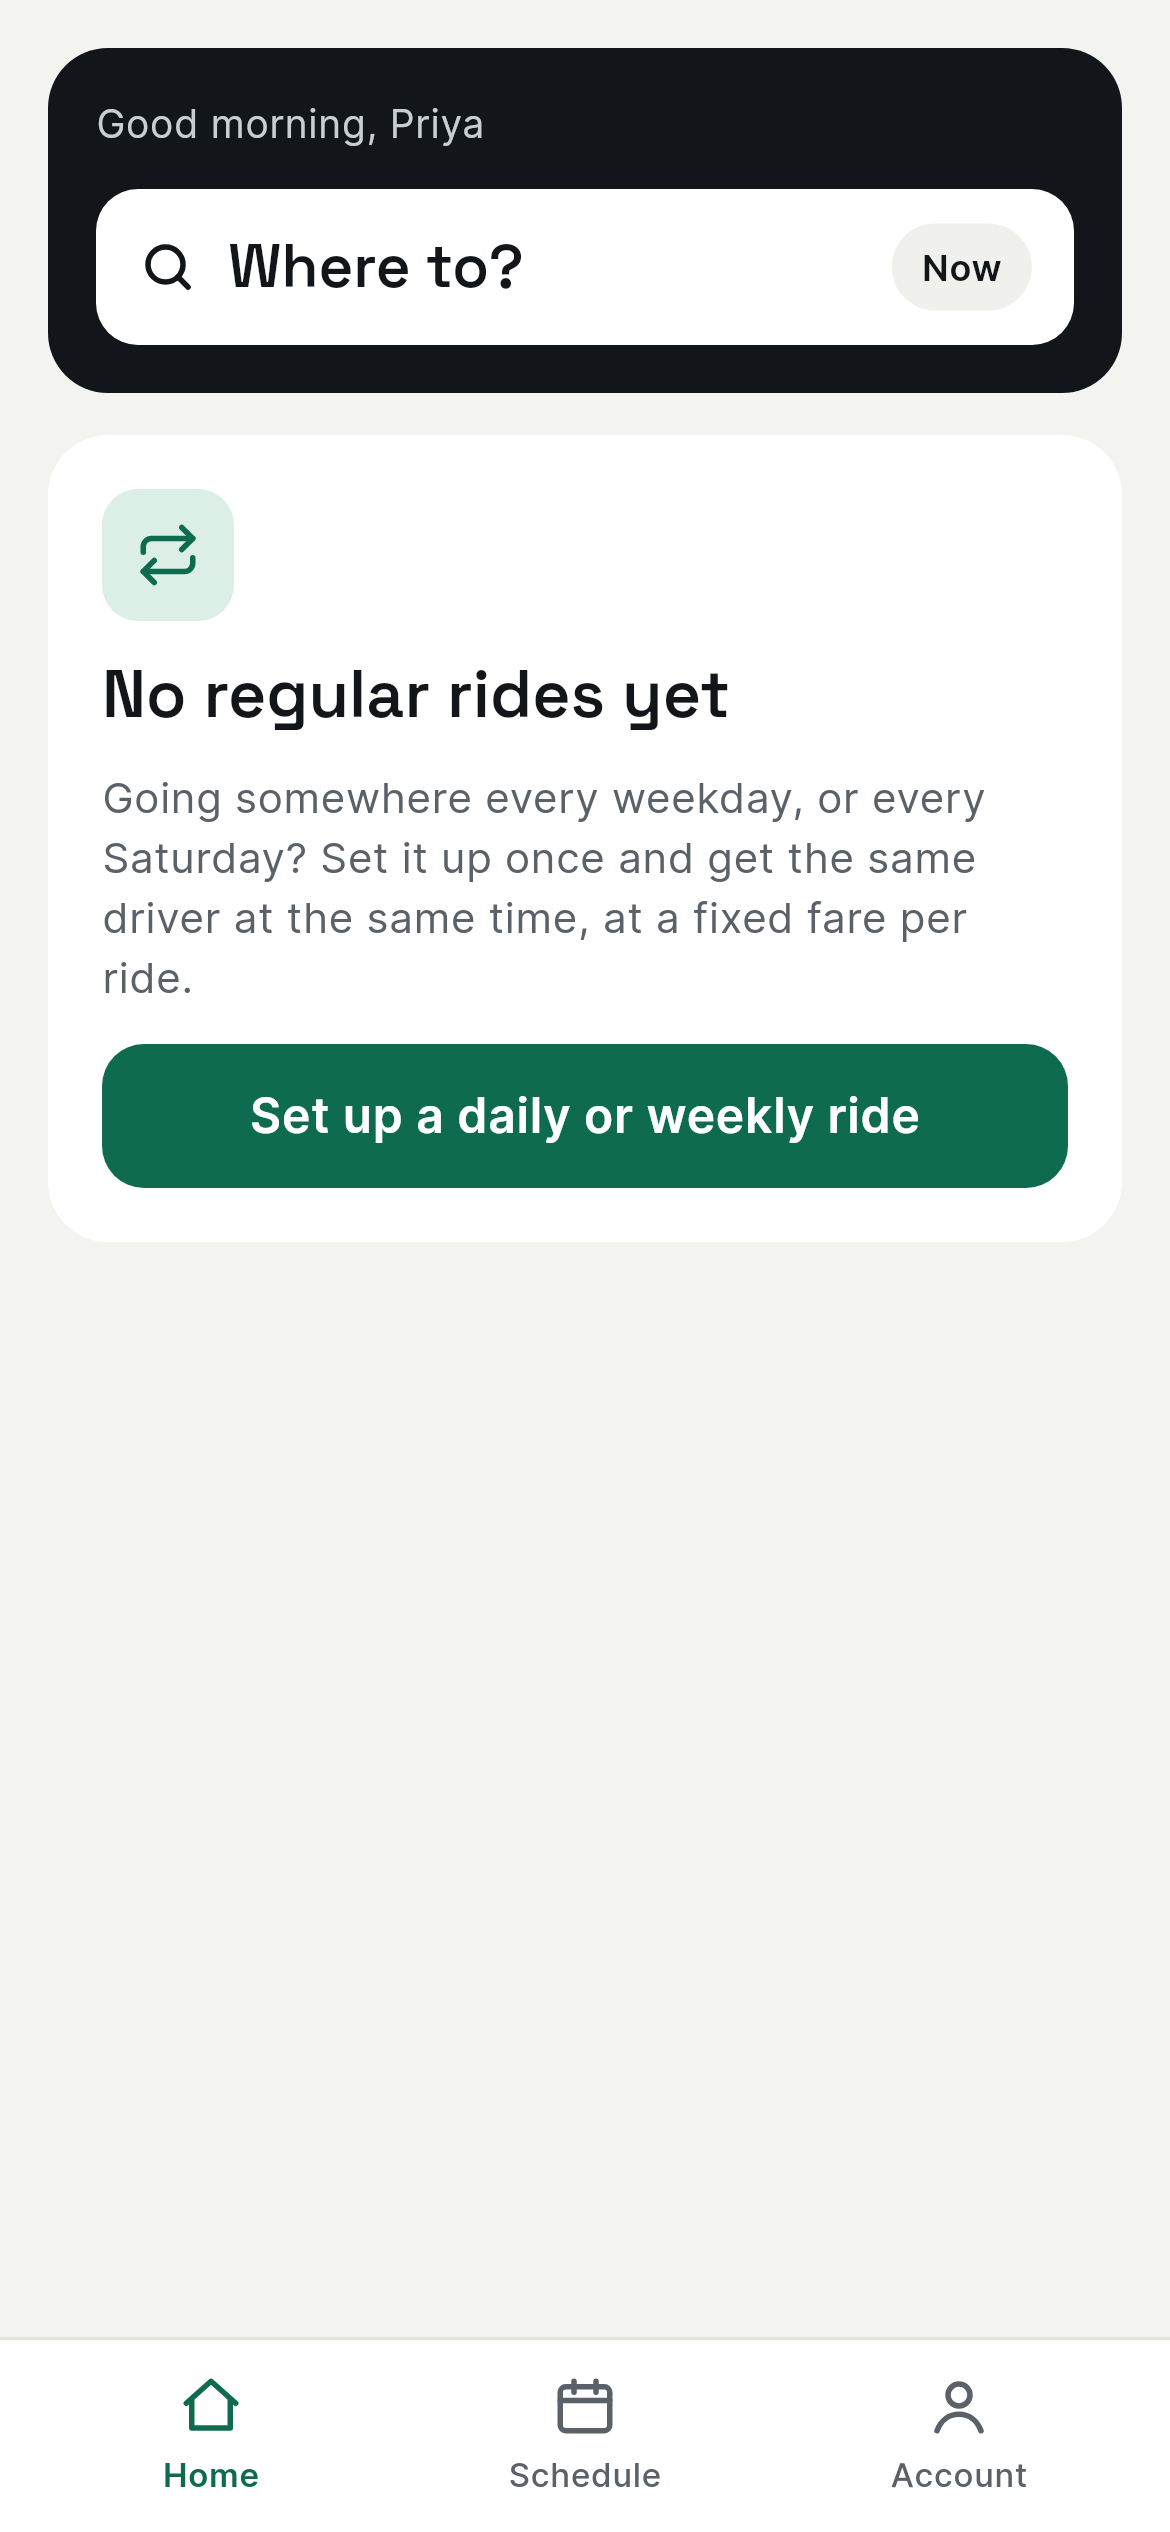 Good morning, Priya
Where to?
Now
No regular rides yet
Going somewhere every weekday, or every
Saturday? Set it up once and get the same
driver at the same time, at a fixed fare per
ride.
Set up a daily or weekly ride
Home
Schedule
Account